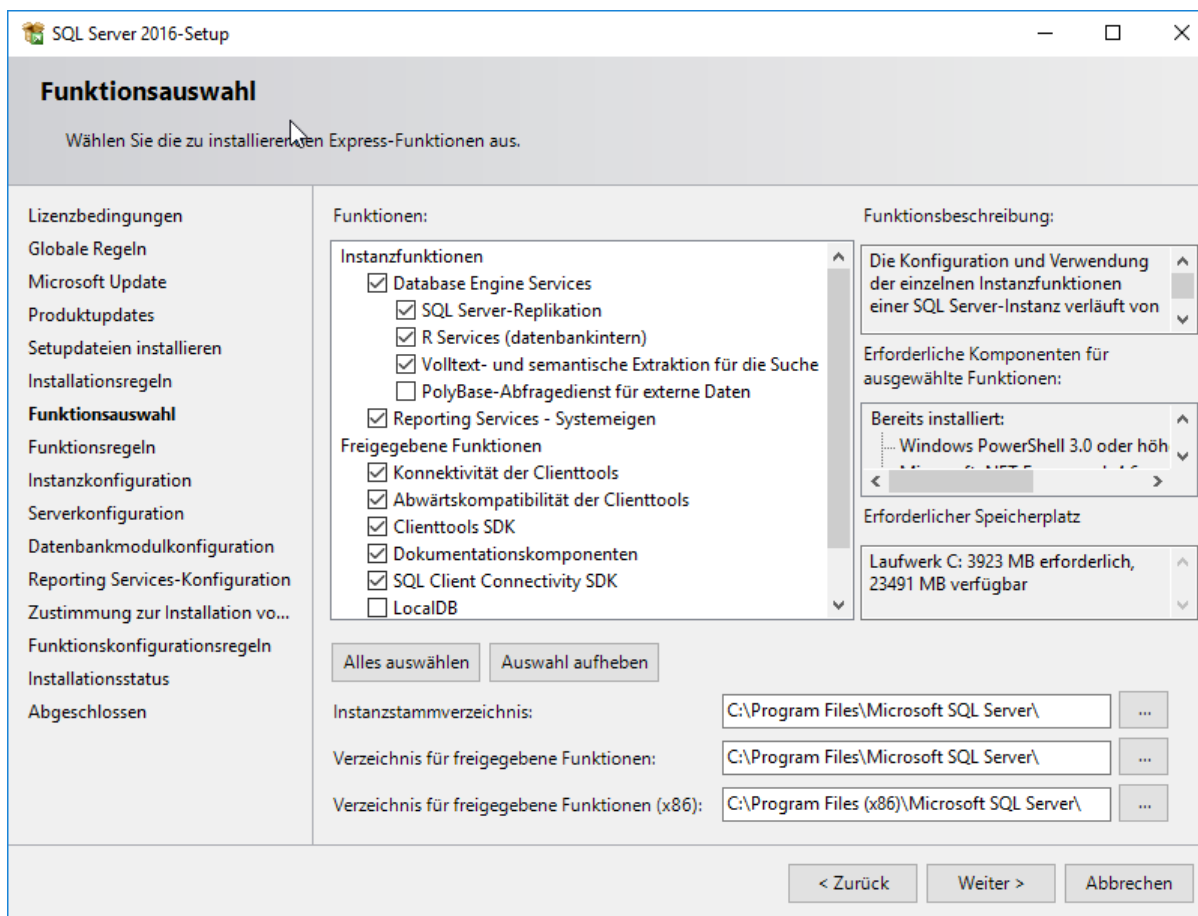 SQL Server 2016-Setup
Funktionsauswahl
Wählen Sie die zu installierenden Express-Funktionen aus.
Lizenzbedingungen
Globale Regeln
Microsoft Update
Produktupdates
Setupdateien installieren
Installationsregeln
Funktionsauswahl
Funktionsregeln
Instanzkonfiguration
Serverkonfiguration
Datenbankmodulkonfiguration
Reporting Services-Konfiguration
Zustimmung zur Installation vo...
Funktionskonfigurationsregeln
Installationsstatus
Abgeschlossen
Funktionen:
Instanzfunktionen
Database Engine Services
SQL Server-Replikation
R Services (datenbankintern)
Volltext- und semantische Extraktion für die Suche
PolyBase-Abfragedienst für externe Daten
Reporting Services - Systemeigen
Freigegebene Funktionen
Konnektivität der Clienttools
Abwärtskompatibilität der Clienttools
Clienttools SDK
Dokumentationskomponenten
SQL Client Connectivity SDK
LocalDB
Funktionsbeschreibung:
Die Konfiguration und Verwendung
der einzelnen Instanzfunktionen
einer SQL Server-Instanz verläuft von
Erforderliche Komponenten für
ausgewählte Funktionen:
Bereits installiert:
Windows PowerShell 3.0 oder höh
Erforderlicher Speicherplatz
Laufwerk C: 3923 MB erforderlich,
23491 MB verfügbar
Alles auswählen
Auswahl aufheben
Instanzstammverzeichnis:
C:\Program Files\Microsoft SQL Server\
...
Verzeichnis für freigegebene Funktionen:
C:\Program Files\Microsoft SQL Server\
...
Verzeichnis für freigegebene Funktionen (x86):
C:\Program Files (x86)\Microsoft SQL Server\
...
< Zurück
Weiter >
Abbrechen